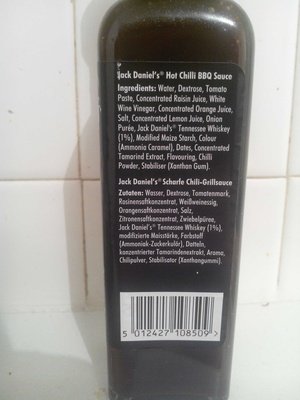 Jack Daniel's® Hot Chilli BBQ Sauce
Ingredients: Water, Dextrose, Tomato
Paste, Concentrated Raisin Juice, White
Wine Vinegar, Concentrated Orange Juice,
Salt, Concentrated Lemon Juice, Onion
Purée, Jack Daniel's® Tennessee Whiskey
(1%), Modified Maize Starch, Colour
(Ammonia Caramel), Dates, Concentrated
Tamarind Extract, Flavouring, Chilli
Powder, Stabiliser (Xanthan Gum).
Jack Daniel's® Scharfe Chili-Grillsauce
Zutaten: Wasser, Dextrose, Tomatenmark,
Rosinensaftkonzentrat, Weißweinessig,
Orangensaftkonzentrat, Salz,
Zitronensaftkonzentrat, Zwiebelpüree,
Jack Daniel's® Tennessee Whiskey (1%),
modifizierte Maisstärke, Farbstoff
(Ammoniak-Zuckerkulör), Datteln,
konzentrierter Tamarindenextrakt, Aroma,
Chilipulver, Stabilisator (Xanthangummi).
5 012427 108509 >